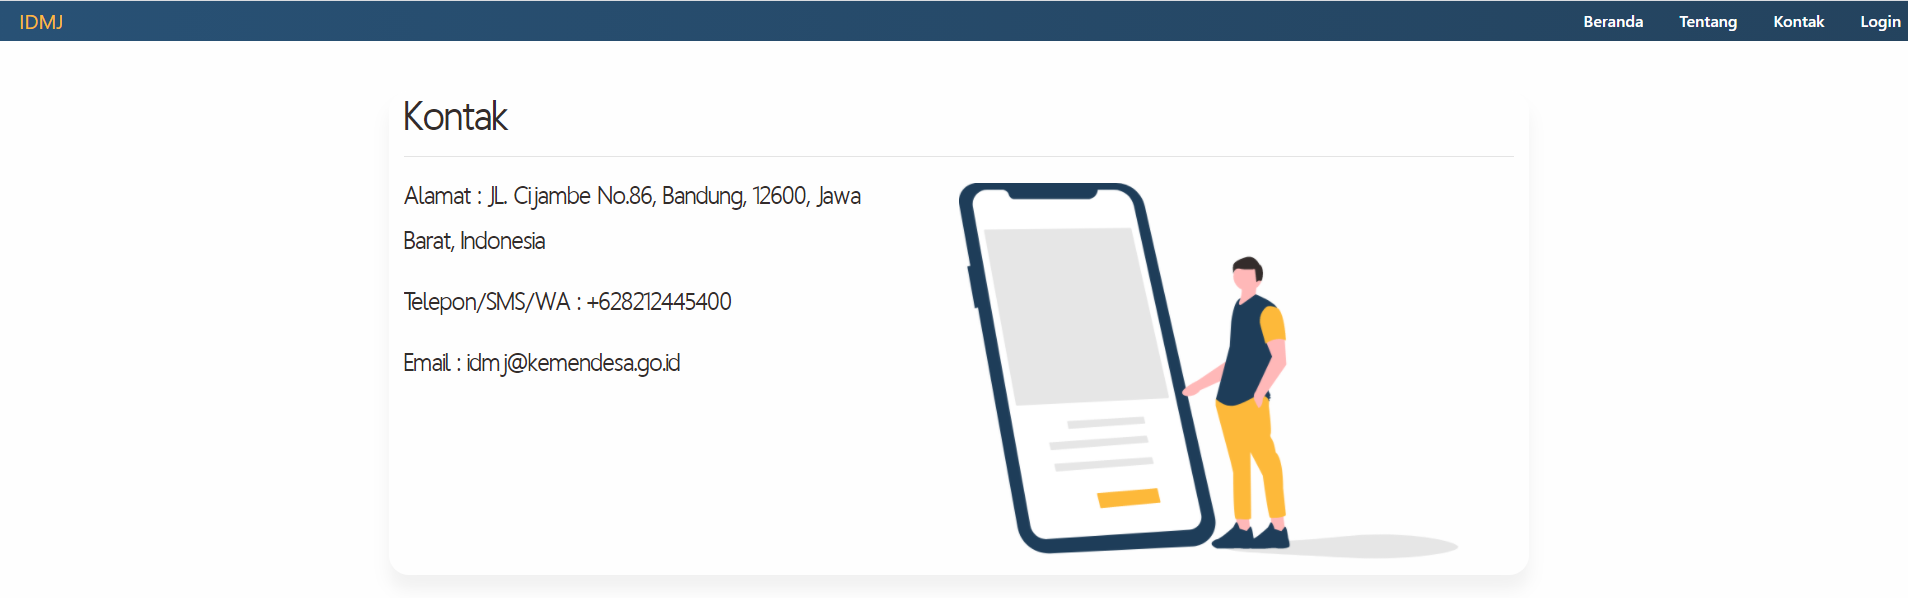 IDMJ
Beranda Tentang Kontak Login
Kontak
Alamat : JL. Cijambe No.86, Bandung, 12600, Jawa
Barat, Indonesia
Telepon/SMS/WA : +628212445400
Email : idmj@kemendesa.go.id